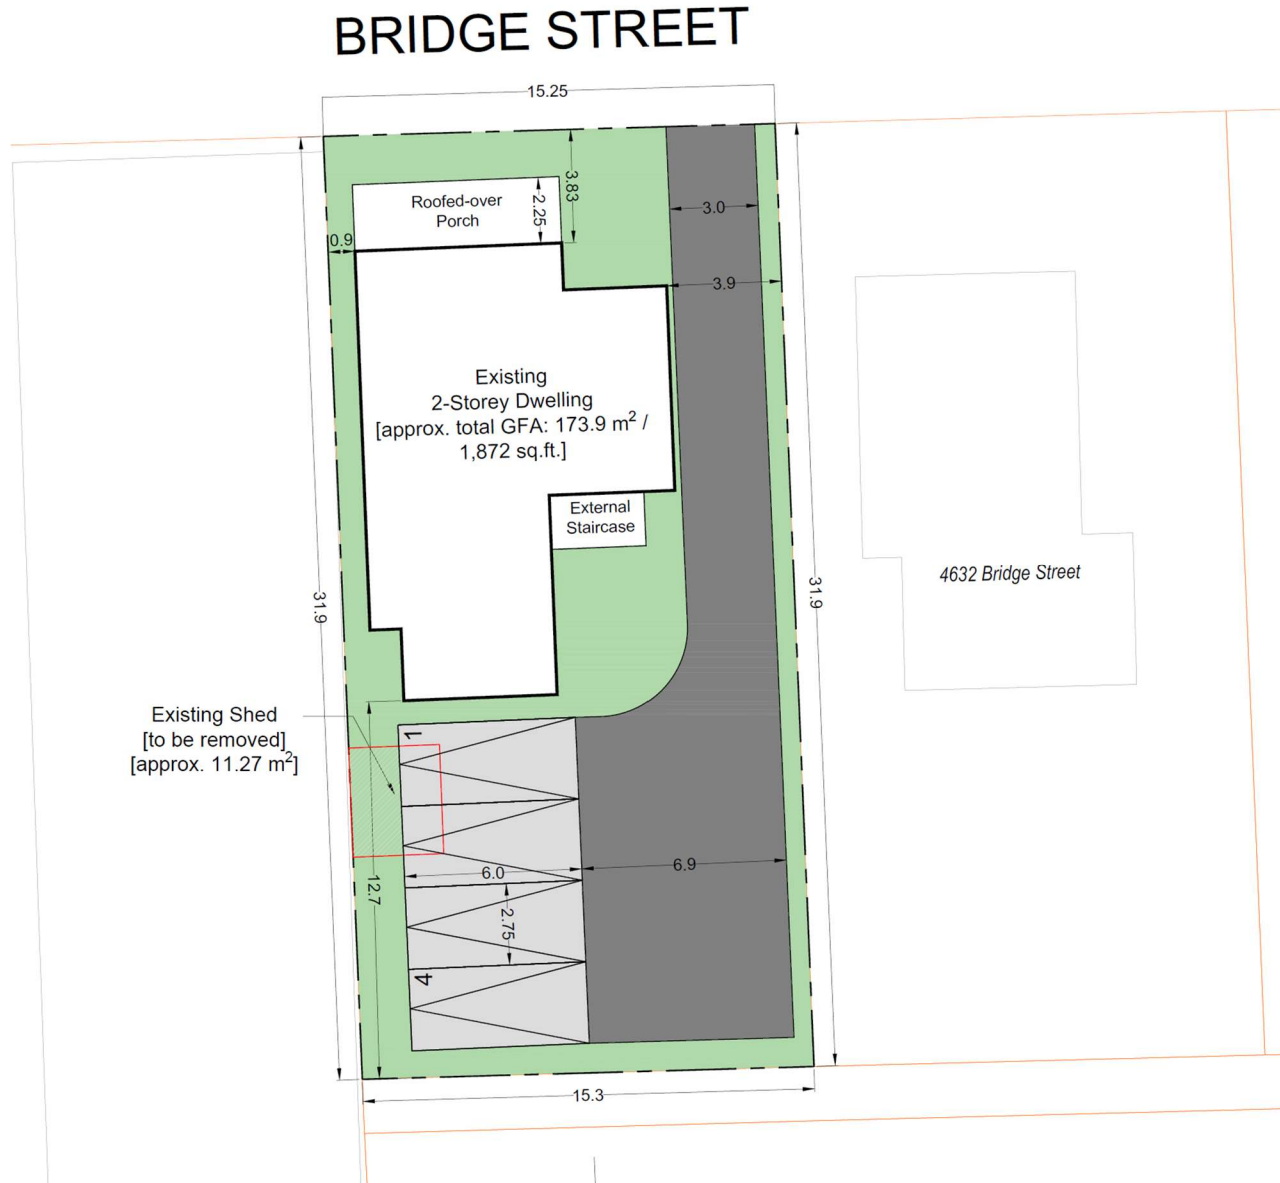 BRIDGE STREET
15.25
Roofed-over
Porch
2.25
3.83
3.0
0.9
3.9
Existing
2-Storey Dwelling
[approx. total GFA: 173.9 m² /
1,872 sq.ft.]
External
Staircase
4632 Bridge Street
31.9
31.9
Existing Shed
[to be removed]
[approx. 11.27 m²]
1
6.0
6.9
12.7
2.75
4
15.3